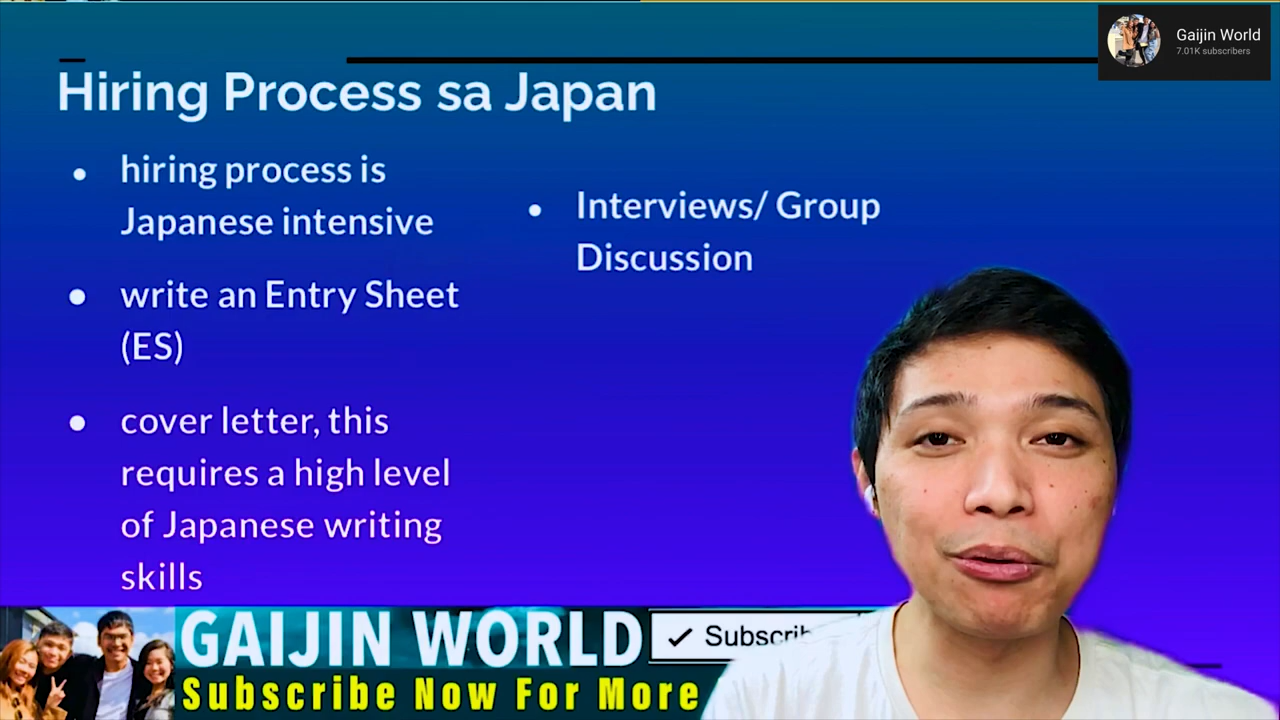 Gaijin World
7.01K subscribers
Hiring Process sa Japan
• hiring process is
Japanese intensive
• write an Entry Sheet
(ES)
• cover letter, this
requires a high level
of Japanese writing
skills
• Interviews/ Group
Discussion
GAIJIN WORLD
Subscribe Now For More
✓ Subscrib